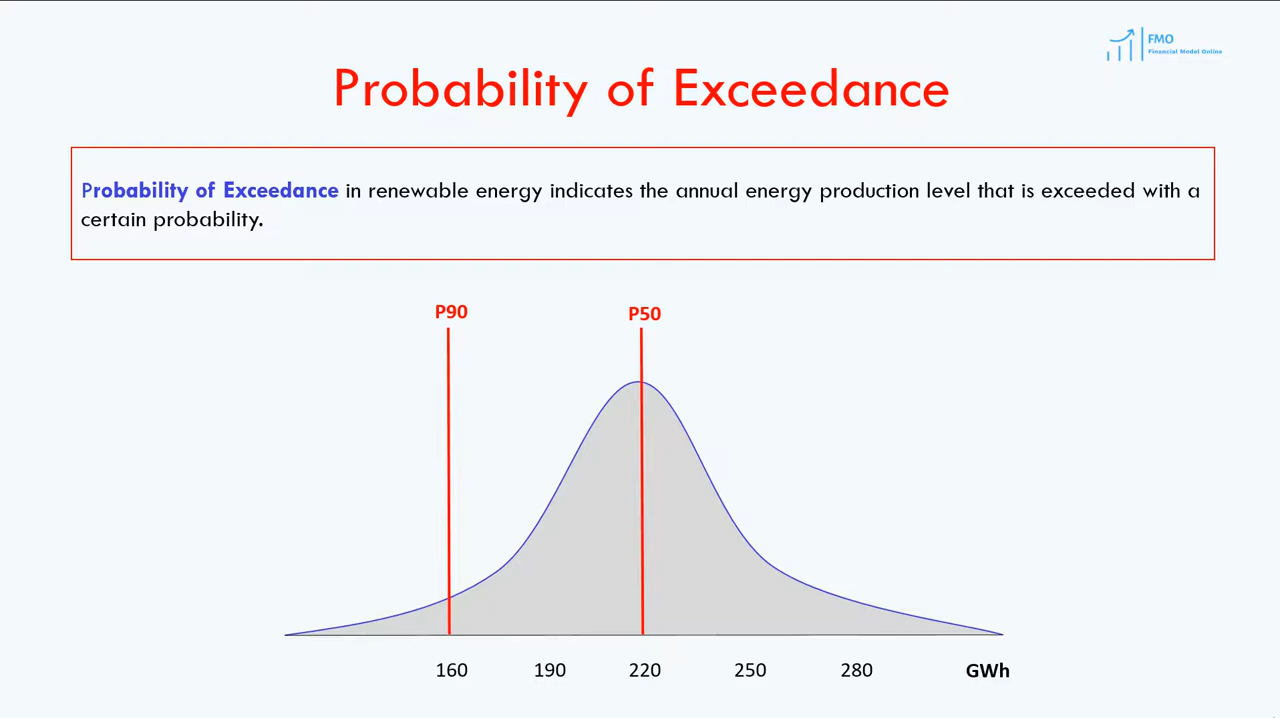 FMO
Financial Model Online
Probability of Exceedance
Probability of Exceedance in renewable energy indicates the annual energy production level that is exceeded with a
certain probability.
P90
P50
160 190 220 250 280 GWh